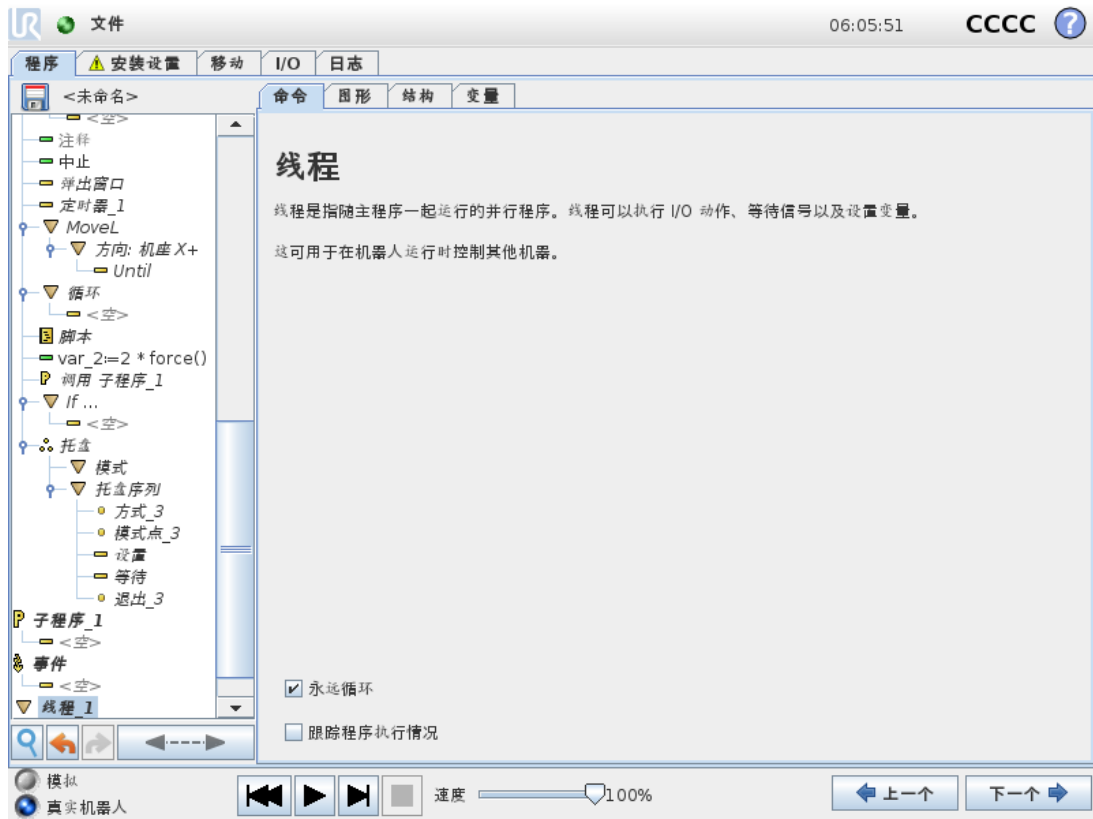 UR 文件 06:05:51 CCCC ?
程序 安装设置 移动 I/O 日志
<未命名> 命令 图形 结构 变量
<空>
注释
中止
弹出窗口
定时器_1
MoveL
方向: 机座 X+
Until
循环
<空>
脚本
var_2:=2 * force()
调用 子程序_1
If ...
<空>
托盘
模式
托盘序列
方式_3
模式点_3
设置
等待
退出_3
子程序_1
<空>
事件
<空>
线程_1
线程
线程是指随主程序一起运行的并行程序。线程可以执行 I/O 动作、等待信号以及设置变量。
这可用于在机器人运行时控制其他机器。
永远循环
跟踪程序执行情况
模拟
真实机器人
速度 100% 上一个 下一个